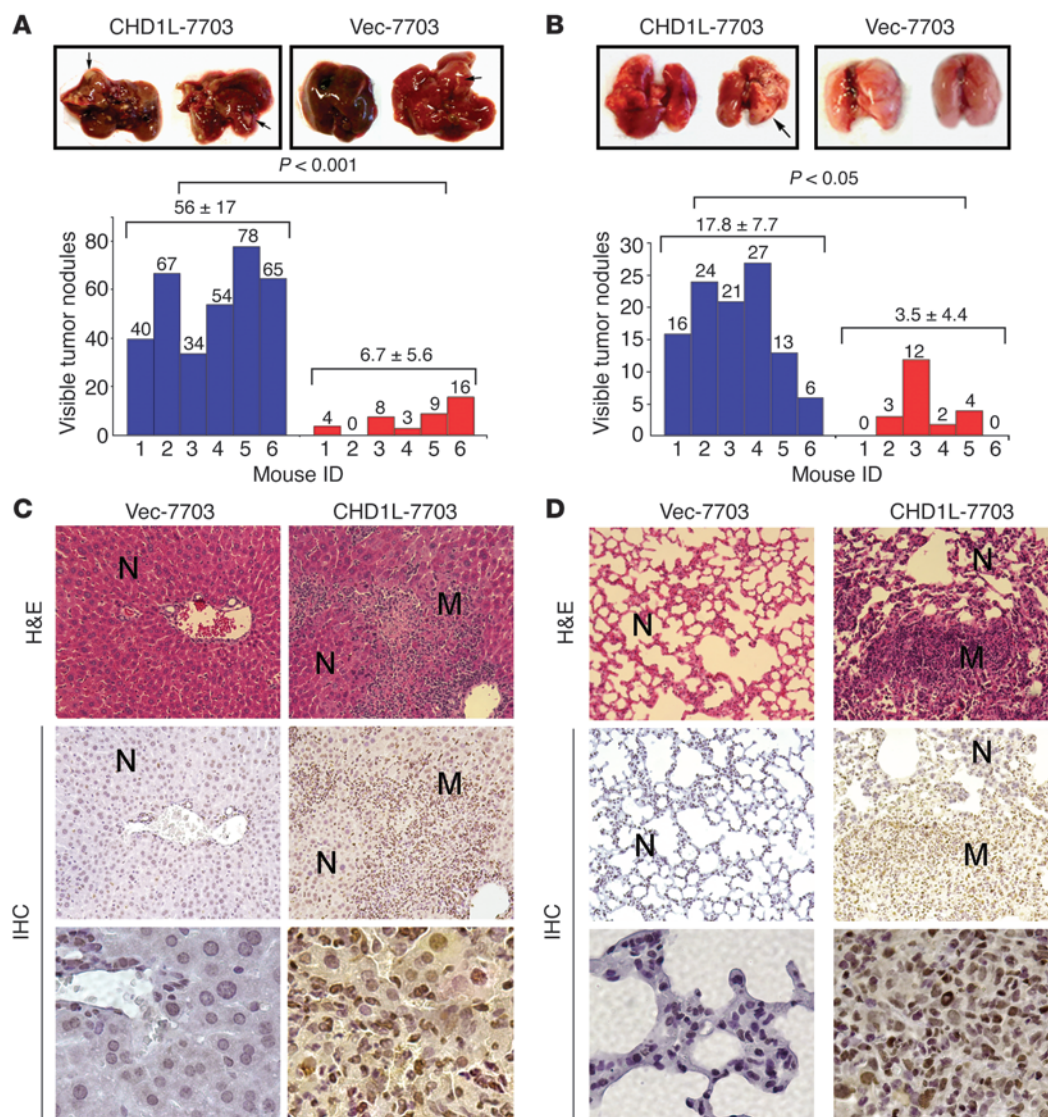 A
CHD1L-7703 Vec-7703
P < 0.001
56 ± 17
6.7 ± 5.6
Visible tumor nodules
80
60
40
20
0
40 67 34 54 78 65
4 0 8 3 9 16
1 2 3 4 5 6 1 2 3 4 5 6
Mouse ID
B
CHD1L-7703 Vec-7703
P < 0.05
17.8 ± 7.7
3.5 ± 4.4
Visible tumor nodules
30
25
20
15
10
5
0
16 24 21 27 13 6
0 3 12 2 4 0
1 2 3 4 5 6 1 2 3 4 5 6
Mouse ID
C
Vec-7703 CHD1L-7703
H&E
N
M
N
IHC
N
M
N
D
Vec-7703 CHD1L-7703
H&E
N
N
M
IHC
N
N
M